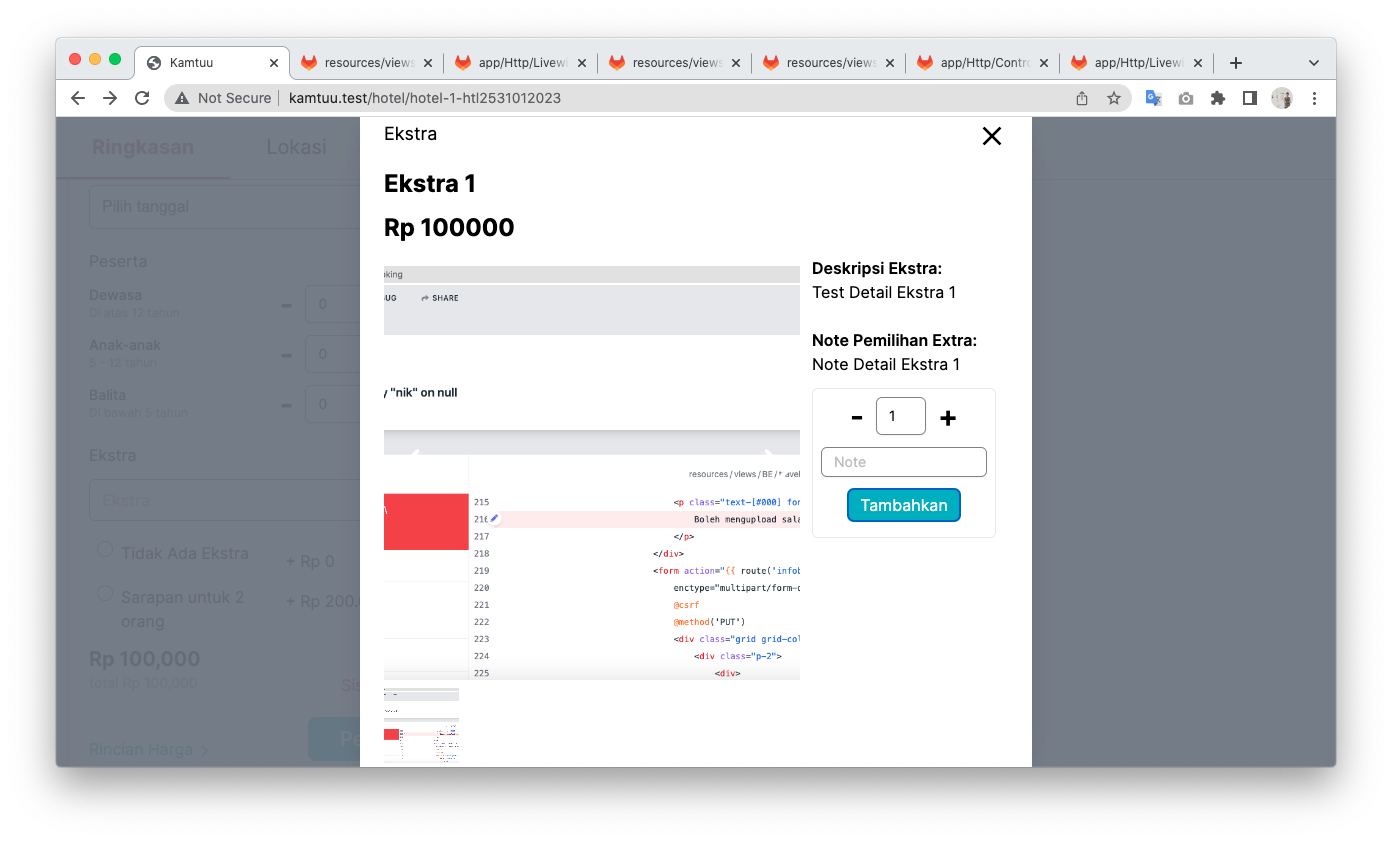 Kamtuu
resources/views
app/Http/Livewi
resources/views
resources/views
app/Http/Contro
app/Http/Livewi
Not Secure
kamtuu.test/hotel/hotel-1-htl2531012023
Ringkasan
Lokasi
Pilih tanggal
Peserta
Dewasa
Di atas 12 tahun
0
Anak-anak
5 - 12 tahun
0
Balita
Di bawah 5 tahun
0
Ekstra
Ekstra
Tidak Ada Ekstra
+ Rp 0
Sarapan untuk 2
orang
+ Rp 200.
Rp 100,000
total Rp 100,000
Sis
Pe
Rincian Harga >
Ekstra
Ekstra 1
Rp 100000
oking
UG
SHARE
y "nik" on null
resources / views / BE /
avel
\
215 <p class="text-[#000] fon
216 Boleh mengupload sala
217 </p>
218 </div>
219 <form action="{{ route('infob
220 enctype="multipart/form-d
221 @csrf
222 @method('PUT')
223 <div class="grid grid-col
224 <div class="p-2">
225 <div>
Deskripsi Ekstra:
Test Detail Ekstra 1
Note Pemilihan Extra:
Note Detail Ekstra 1
- 1 +
Note
Tambahkan